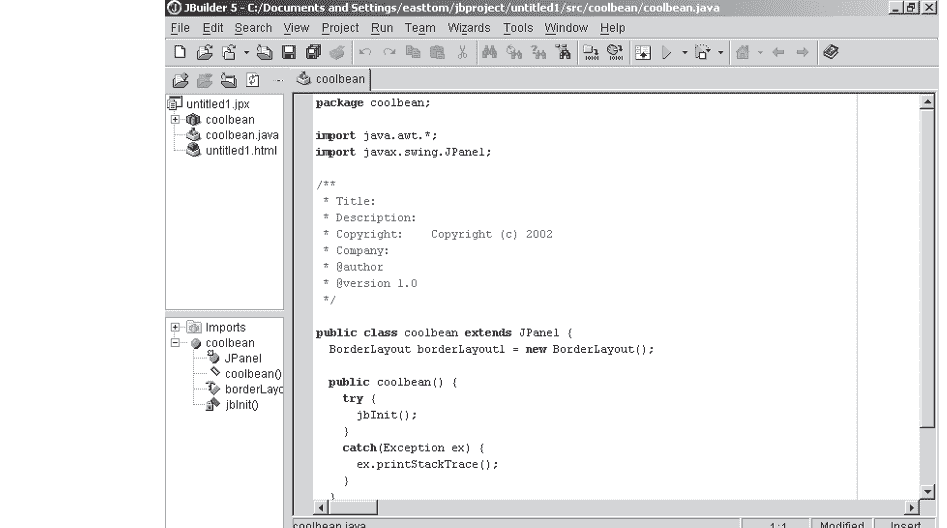 JBuilder 5 - C:/Documents and Settings/easttom/jbproject/untitled1/src/coolbean/coolbean.java
File Edit Search View Project Run Team Wizards Tools Window Help
coolbean
untitled1.jpx
coolbean
coolbean.java
untitled1.html
package coolbean;
import java.awt.*;
import javax.swing.JPanel;
/**
* Title:
* Description:
* Copyright: Copyright (c) 2002
* Company:
* @author
* @version 1.0
*/
public class coolbean extends JPanel {
BorderLayout borderLayout1 = new BorderLayout();
public coolbean() {
try {
jbInit();
}
catch(Exception ex) {
ex.printStackTrace();
}
}
Imports
coolbean
JPanel
coolbean()
borderLayo
jbInit()
coolbean.java
1:1 Modified Insert